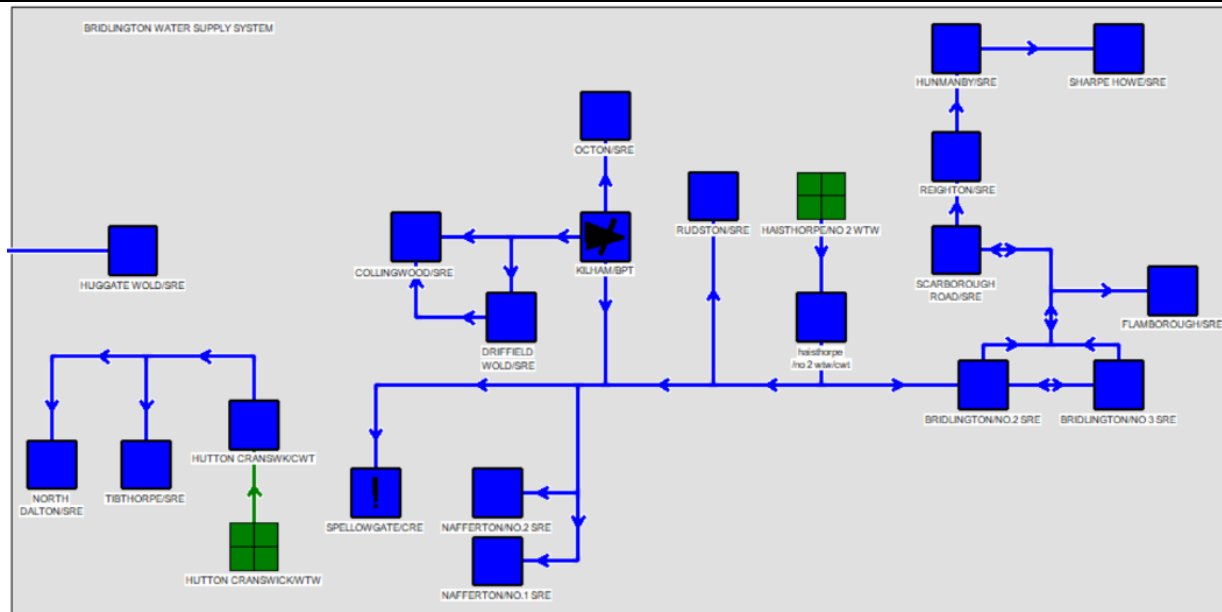 BRIDLINGTON WATER SUPPLY SYSTEM
HUNMANBY/SRE
SHARPE HOWE/SRE
OCTON/SRE
REIGHTON/SRE
RUDSTON/SRE
HAISTHORPE/NO 2 WTW
COLLINGWOOD/SRE
KILHAM/BPT
HUGGATE WOLD/SRE
SCARBOROUGH
ROAD/SRE
FLAMBOROUGH/SRE
DRIFFIELD
WOLD/SRE
haisthorpe
/no 2 wtw/cwt
BRIDLINGTON/NO.2 SRE
BRIDLINGTON/NO 3 SRE
HUTTON CRANSWK/CWT
NORTH
DALTON/SRE
TIBTHORPE/SRE
!
SPELLOWGATE/CRE
NAFFERTON/NO.2 SRE
HUTTON CRANSWICK/WTW
NAFFERTON/NO.1 SRE